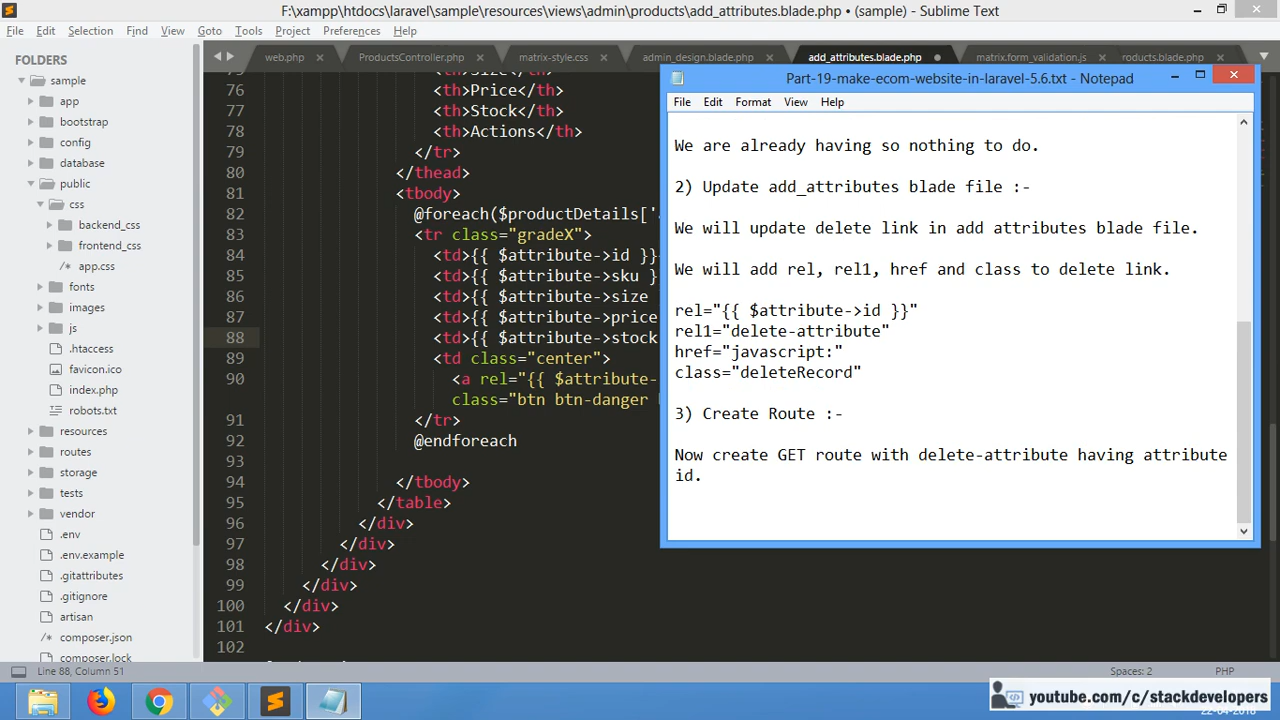 F:\xampp\htdocs\laravel\sample\resources\views\admin\products\add_attributes.blade.php • (sample) - Sublime Text
File Edit Selection Find View Goto Tools Project Preferences Help
FOLDERS
sample
app
bootstrap
config
database
public
css
backend_css
frontend_css
app.css
fonts
images
js
.htaccess
favicon.ico
index.php
robots.txt
resources
routes
storage
tests
vendor
.env
.env.example
.gitattributes
.gitignore
artisan
composer.json
composer.lock
web.php ProductsController.php matrix-style.css admin_design.blade.php add_attributes.blade.php matrix.form_validation.js roducts.blade.php
76 <th>Price</th>
77 <th>Stock</th>
78 <th>Actions</th>
79 </tr>
80 </thead>
81 <tbody>
82 @foreach($productDetails['
83 <tr class="gradeX">
84 <td>{{ $attribute->id }}
85 <td>{{ $attribute->sku }
86 <td>{{ $attribute->size
87 <td>{{ $attribute->price
88 <td>{{ $attribute->stock
89 <td class="center">
90 <a rel="{{ $attribute-
class="btn btn-danger
91 </tr>
92 @endforeach
93
94 </tbody>
95 </table>
96 </div>
97 </div>
98 </div>
99 </div>
100 </div>
101 </div>
102
Part-19-make-ecom-website-in-laravel-5.6.txt - Notepad
File Edit Format View Help
We are already having so nothing to do.
2) Update add_attributes blade file :-
We will update delete link in add attributes blade file.
We will add rel, rel1, href and class to delete link.
rel="{{ $attribute->id }}"
rel1="delete-attribute"
href="javascript:"
class="deleteRecord"
3) Create Route :-
Now create GET route with delete-attribute having attribute
id.
Line 88, Column 51 Spaces: 2 PHP
youtube.com/c/stackdevelopers